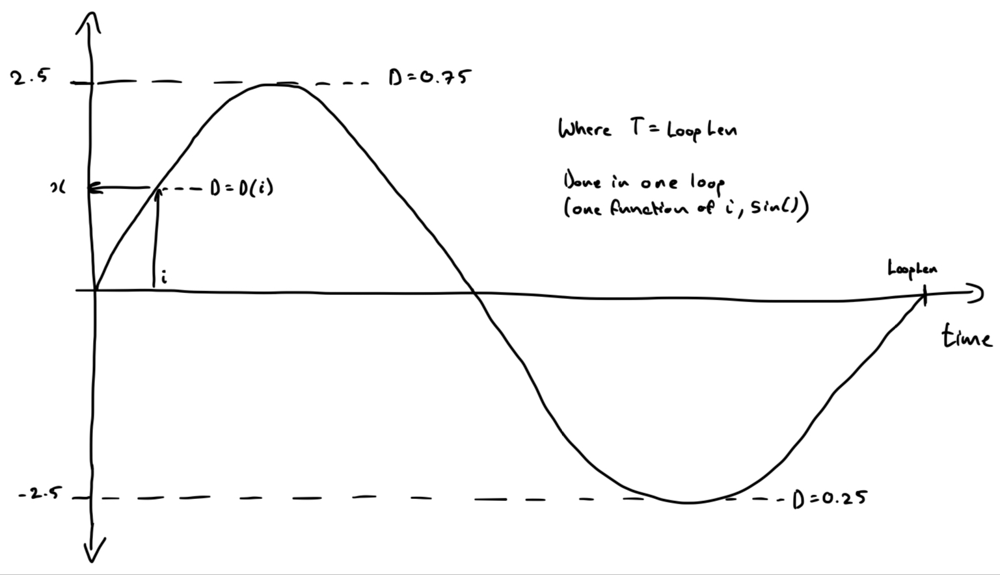 2.5
D=0.75
Where T=LoopLen
x
D=D(i)
Done in one loop
(one function of i, sin())
i
LoopLen
time
-2.5
D=0.25